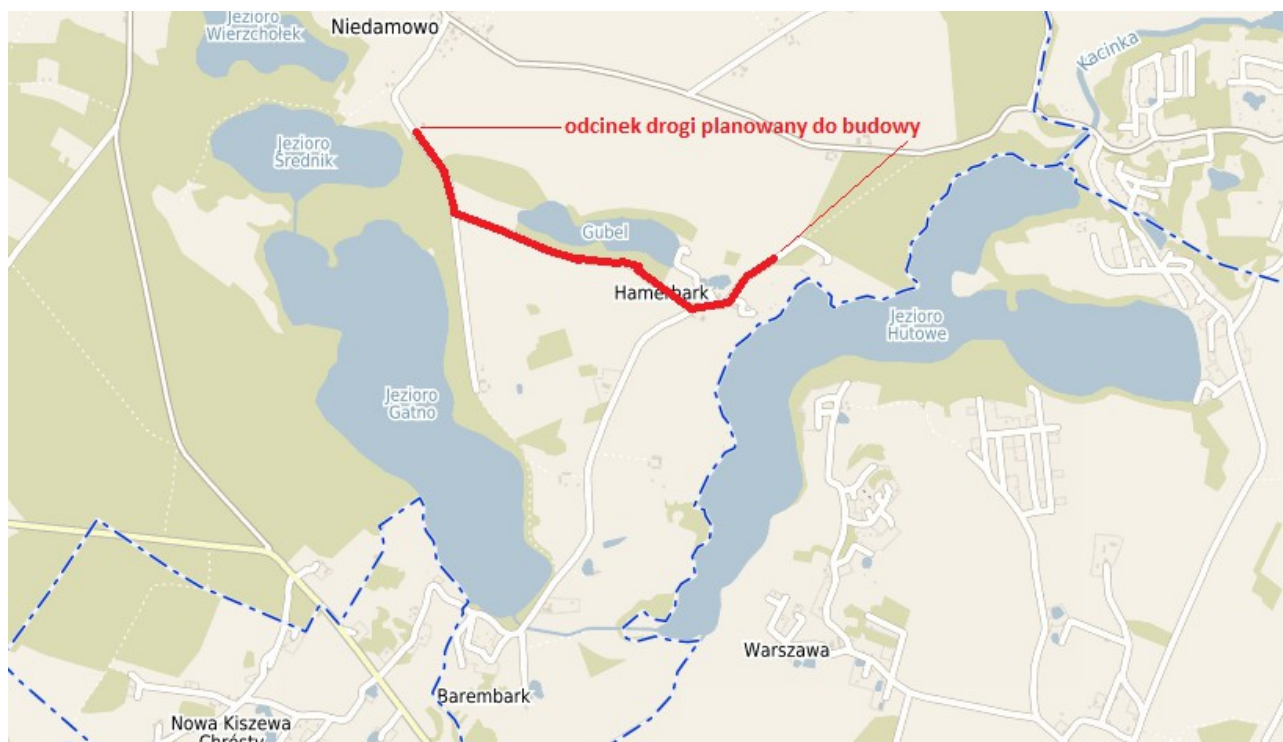 Jezioro
Wierzchołek
Niedamowo
Kacinka
odcinek drogi planowany do budowy
Jezioro
Średnik
Gubel
Hamerbark
Jezioro
Hutowe
Jezioro
Gatno
Warszawa
Barembark
Nowa Kiszewa
Chrósty